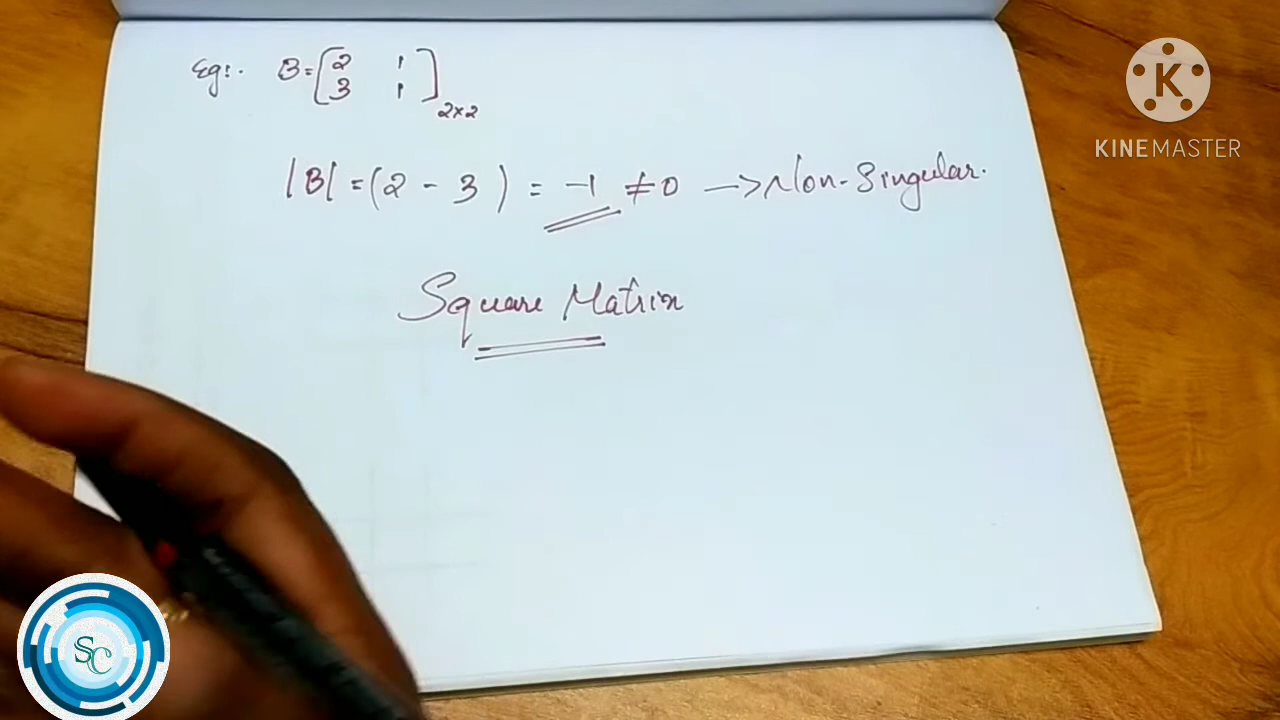 Eg:. B=[2 1
3 1]2×2
|B| = (2 - 3) = -1 ≠ 0 → Non-Singular.
Square Matrix
K
KINEMASTER
SC